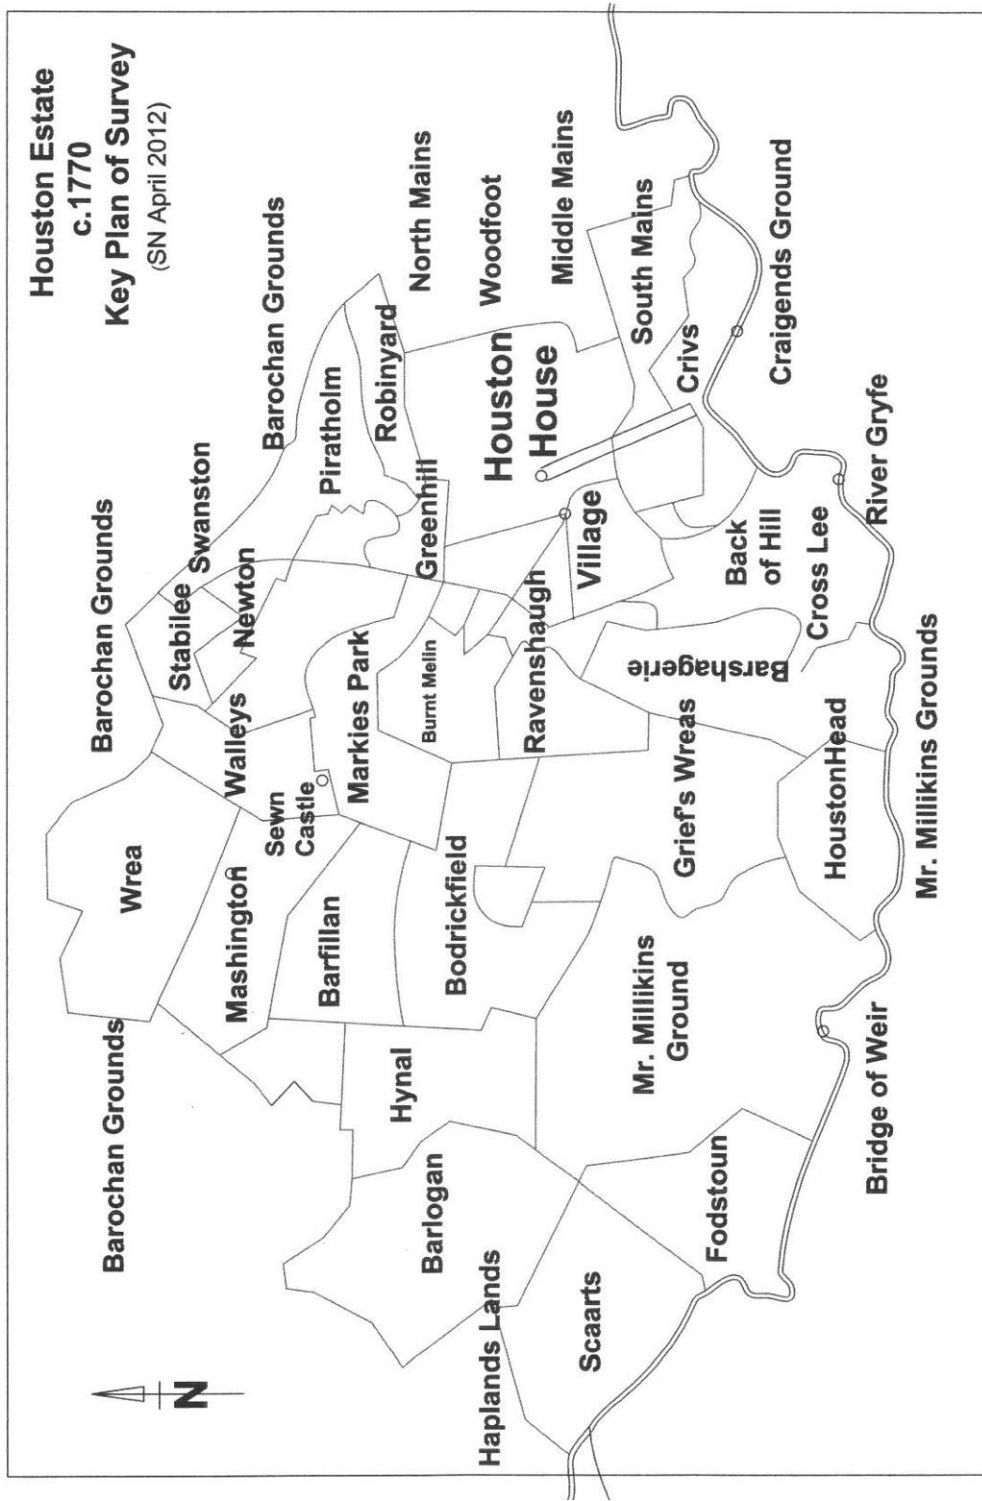 Houston Estate
c.1770
Key Plan of Survey
(SN April 2012)
N
Barochan Grounds
Barochan Grounds
Barochan Grounds
Wrea
Stabilee
Swanston
Newton
Walleys
Mashington
Sewn
Castle
Piratholm
Robinyard
North Mains
Markies Park
Greenhill
Barfillan
Burnt Melin
Woodfoot
Houston
House
Hynal
Bodrickfield
Barlogan
Middle Mains
Ravenshaugh
Village
Haplands Lands
South Mains
Barshagerie
Crivs
Grief's Wreas
Mr. Millikins
Ground
Scaarts
Fodstoun
Back
of Hill
Craigends Ground
Cross Lee
HoustonHead
River Gryfe
Bridge of Weir
Mr. Millikins Grounds